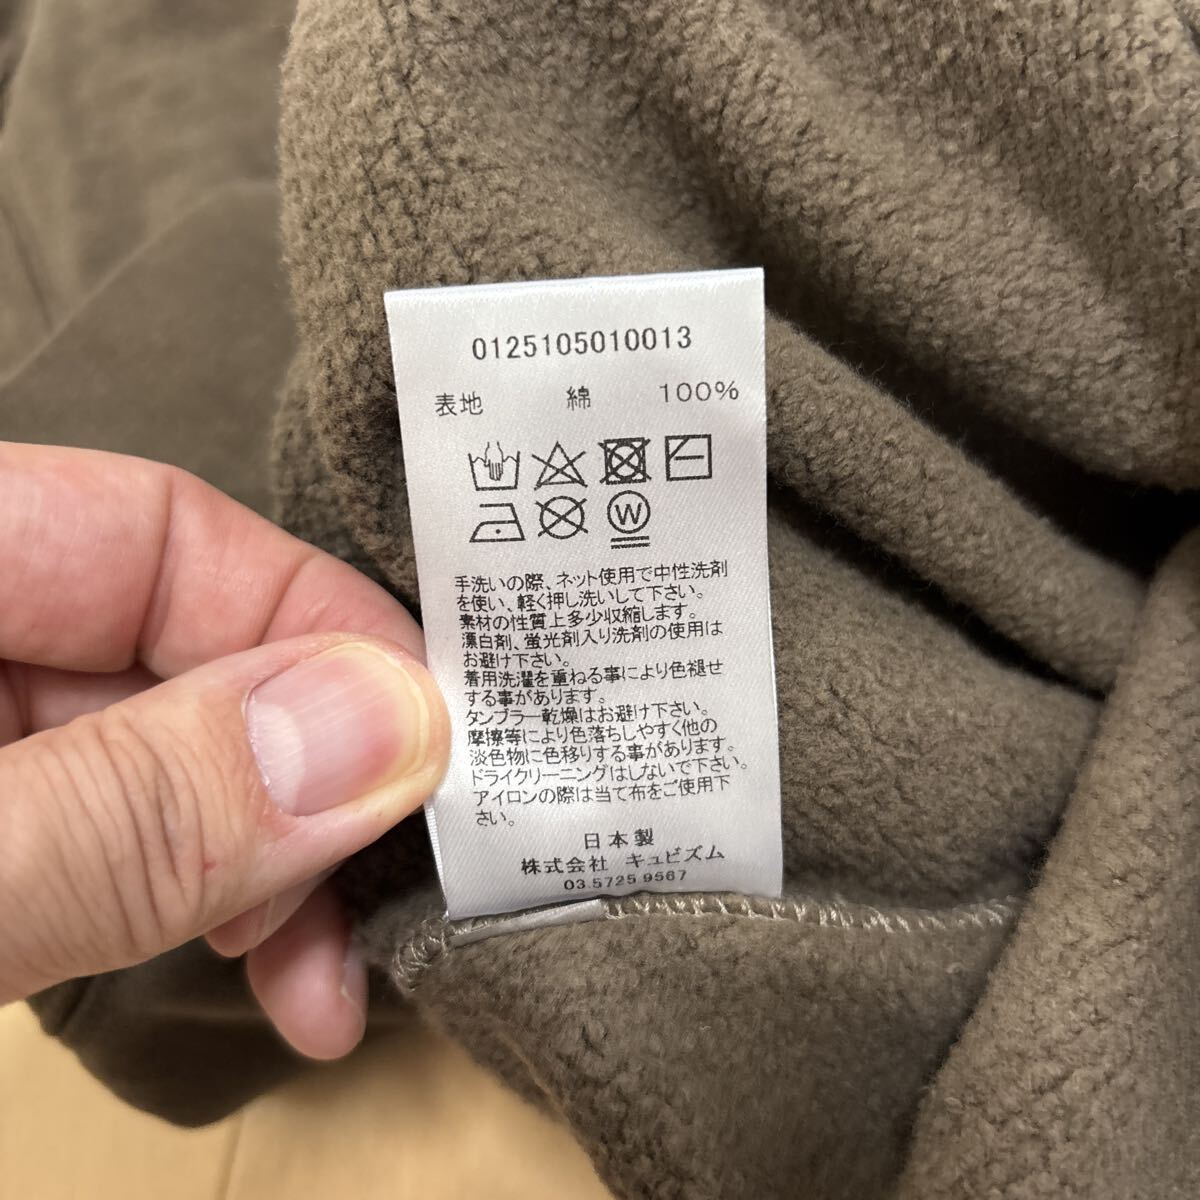 0125105010013
表地 綿 100%
W
手洗いの際、ネット使用で中性洗剤
を使い、軽く押し洗いして下さい。
素材の性質上多少収縮します。
漂白剤、蛍光剤入り洗剤の使用は
お避け下さい。
着用洗濯を重ねる事により色褪せ
する事があります。
タンブラー乾燥はお避け下さい。
摩擦等により色落ちしやすく他の
淡色物に色移りする事があります。
ドライクリーニングはしないで下さい。
アイロンの際は当て布をご使用下
さい。
日本製
株式会社 キュビズム
03.5725.9567